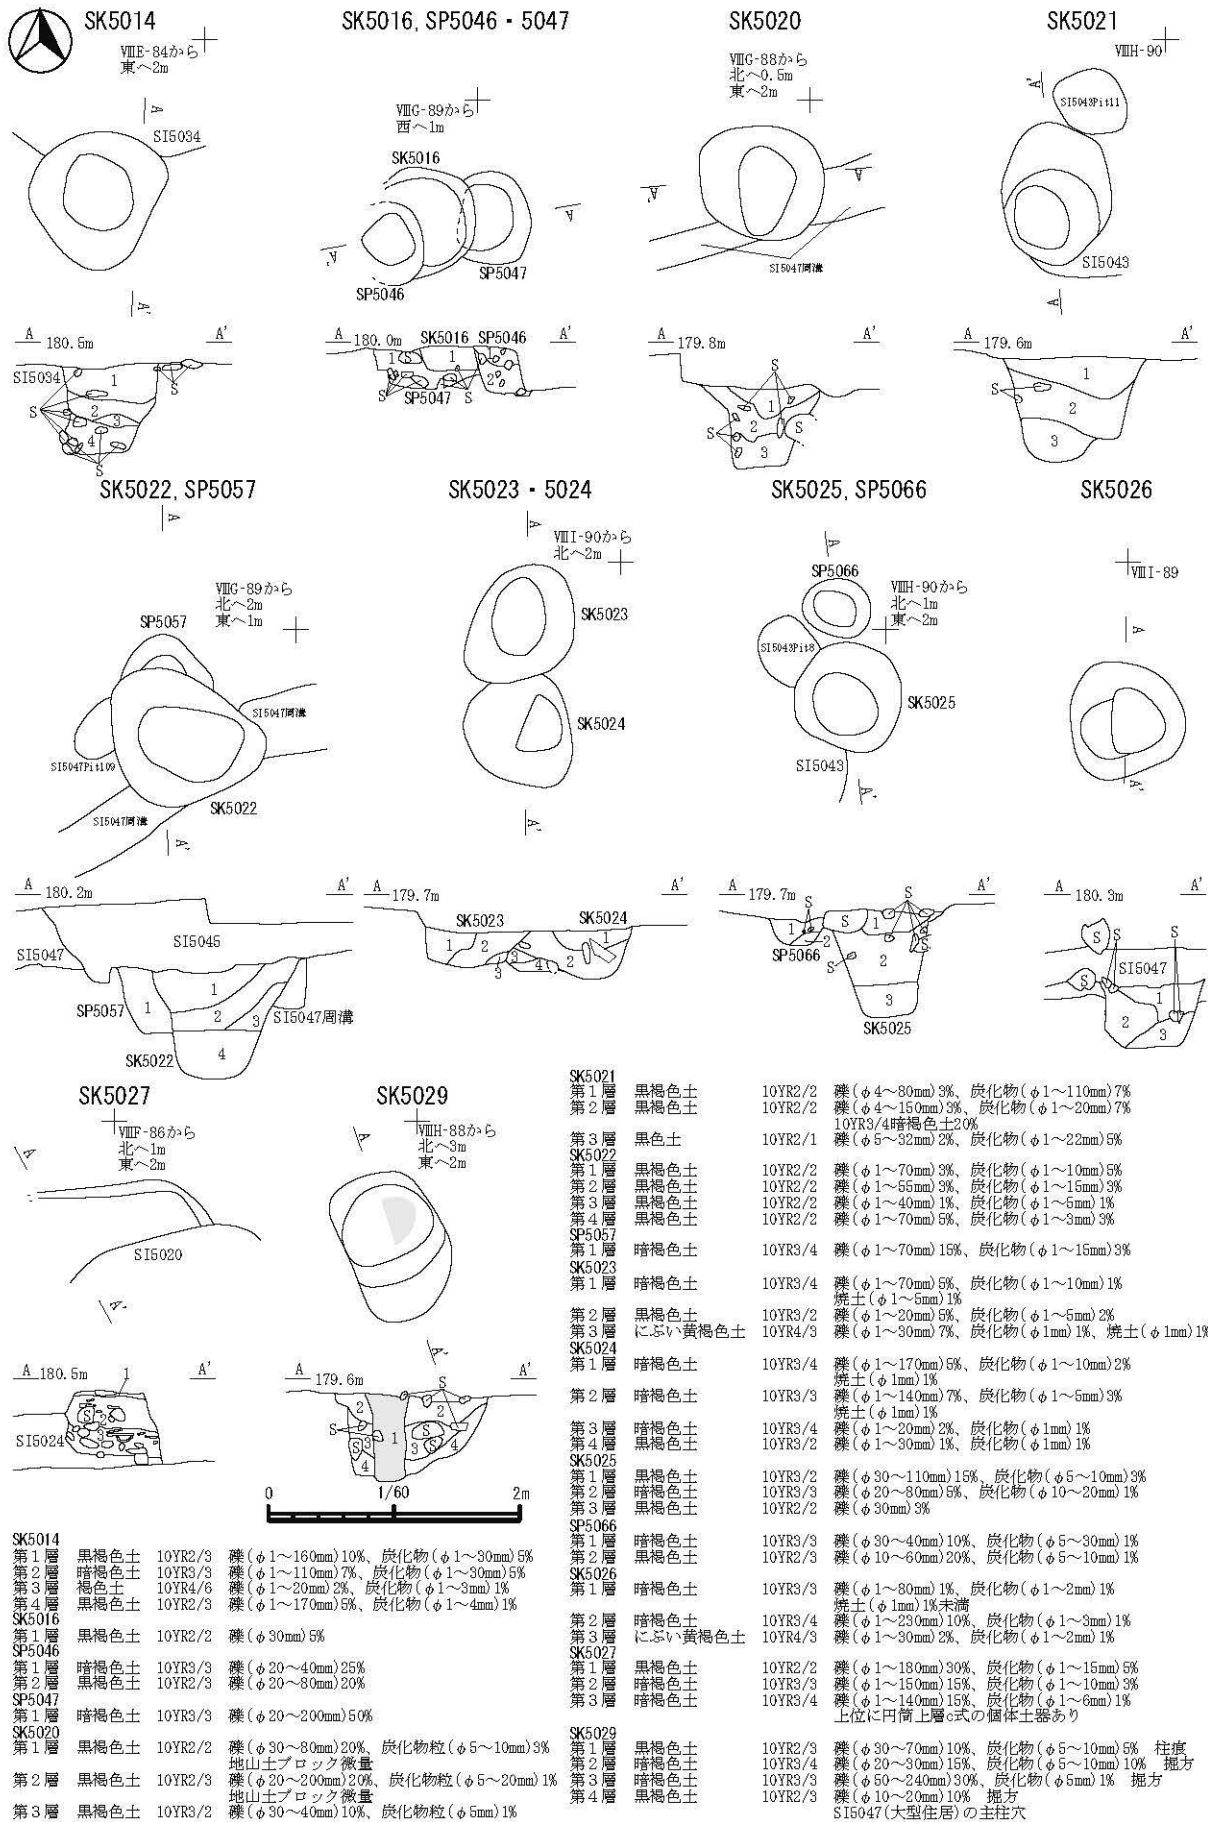 SK5014
SK5016, SP5046・5047
SK5020
SK5021
ⅧE-84から
東へ2m
A
SI5034
A'
ⅧG-89から
西へ1m
SK5016
A
A'
SP5047
SP5046
ⅧG-88から
北へ0.5m
東へ2m
A
A'
SI5047周溝
ⅧH-90
A'
SI5043Pit11
SI5043
A
A 180.5m A'
SI5034
1
S
S
2
3
4
S
A 180.0m SK5016 SP5046 A'
1
S
1
1
2
S
SP5047
S
A 179.8m A'
S
1
2
S
S
3
A 179.6m A'
1
S
2
3
SK5022, SP5057
SK5023・5024
SK5025, SP5066
SK5026
A
ⅧG-89から
北へ2m
東へ1m
SP5057
SI5047周溝
SI5047Pit109
SK5022
SI5047周溝
A'
A
ⅧI-90から
北へ2m
SK5023
SK5024
A'
A
SP5066
ⅧH-90から
北へ1m
東へ2m
SI5043Pit8
SK5025
SI5043
A'
ⅧI-89
A
A'
A 180.2m A'
SI5045
SI5047
1
SP5057
1
2
3
SI5047周溝
SK5022
4
A 179.7m A'
SK5023
SK5024
1
2
3
3
4
2
1
A 179.7m A'
S
S
1
S
1
2
SP5066
S
S
2
3
SK5025
A 180.3m A'
S
S
S
SI5047
S
1
2
3
SK5027
SK5029
ⅧF-86から
北へ1m
東へ2m
A
SI5020
A'
ⅧH-88から
北へ3m
東へ2m
A
A'
A 180.5m 1 A'
S
2
3
SI5024
A 179.6m A'
S
2
2
S
1
3
S
3
S
4
4
0 1/60 2m
SK5014
第1層 黒褐色土 10YR2/3 礫(φ1～160mm)10%、炭化物(φ1～30mm)5%
第2層 暗褐色土 10YR3/3 礫(φ1～110mm)7%、炭化物(φ1～30mm)5%
第3層 褐色土 10YR4/6 礫(φ1～20mm)2%、炭化物(φ1～3mm)1%
第4層 黒褐色土 10YR2/3 礫(φ1～170mm)5%、炭化物(φ1～4mm)1%
SK5016
第1層 黒褐色土 10YR2/2 礫(φ30mm)5%
SP5046
第1層 暗褐色土 10YR3/3 礫(φ20～40mm)25%
第2層 黒褐色土 10YR2/3 礫(φ20～80mm)20%
SP5047
第1層 暗褐色土 10YR3/3 礫(φ20～200mm)50%
SK5020
第1層 黒褐色土 10YR2/2 礫(φ30～80mm)20%、炭化物粒(φ5～10mm)3%
地山土ブロック微量
第2層 黒褐色土 10YR2/3 礫(φ20～200mm)20%、炭化物粒(φ5～20mm)1%
地山土ブロック微量
第3層 黒褐色土 10YR3/2 礫(φ30～40mm)10%、炭化物粒(φ5mm)1%
SK5021
第1層 黒褐色土 10YR2/2 礫(φ4～80mm)3%、炭化物(φ1～110mm)7%
第2層 黒褐色土 10YR2/2 礫(φ4～150mm)3%、炭化物(φ1～20mm)7%
10YR3/4暗褐色土20%
第3層 黒色土 10YR2/1 礫(φ5～32mm)2%、炭化物(φ1～22mm)5%
SK5022
第1層 黒褐色土 10YR2/2 礫(φ1～70mm)3%、炭化物(φ1～10mm)5%
第2層 黒褐色土 10YR2/2 礫(φ1～55mm)3%、炭化物(φ1～15mm)3%
第3層 黒褐色土 10YR2/2 礫(φ1～40mm)1%、炭化物(φ1～5mm)1%
第4層 黒褐色土 10YR2/2 礫(φ1～70mm)5%、炭化物(φ1～3mm)3%
SP5057
第1層 暗褐色土 10YR3/4 礫(φ1～70mm)15%、炭化物(φ1～15mm)3%
SK5023
第1層 暗褐色土 10YR3/4 礫(φ1～70mm)5%、炭化物(φ1～10mm)1%
焼土(φ1～5mm)1%
第2層 黒褐色土 10YR3/2 礫(φ1～20mm)5%、炭化物(φ1～5mm)2%
第3層 にぶい黄褐色土 10YR4/3 礫(φ1～30mm)7%、炭化物(φ1mm)1%、焼土(φ1mm)1%
SK5024
第1層 暗褐色土 10YR3/4 礫(φ1～170mm)5%、炭化物(φ1～10mm)2%
焼土(φ1mm)1%
第2層 暗褐色土 10YR3/3 礫(φ1～140mm)7%、炭化物(φ1～5mm)3%
焼土(φ1mm)1%
第3層 暗褐色土 10YR3/4 礫(φ1～20mm)2%、炭化物(φ1mm)1%
第4層 黒褐色土 10YR3/2 礫(φ1～30mm)1%、炭化物(φ1mm)1%
SK5025
第1層 黒褐色土 10YR3/2 礫(φ30～110mm)15%、炭化物(φ5～10mm)3%
第2層 暗褐色土 10YR3/3 礫(φ20～80mm)5%、炭化物(φ10～20mm)1%
第3層 黒褐色土 10YR2/2 礫(φ30mm)3%
SP5066
第1層 暗褐色土 10YR3/3 礫(φ30～40mm)10%、炭化物(φ5～30mm)1%
第2層 黒褐色土 10YR2/3 礫(φ10～60mm)20%、炭化物(φ5～10mm)1%
SK5026
第1層 暗褐色土 10YR3/3 礫(φ1～80mm)1%、炭化物(φ1～2mm)1%
焼土(φ1mm)1%未満
第2層 暗褐色土 10YR3/4 礫(φ1～230mm)10%、炭化物(φ1～3mm)1%
第3層 にぶい黄褐色土 10YR4/3 礫(φ1～30mm)2%、炭化物(φ1～2mm)1%
SK5027
第1層 黒褐色土 10YR2/2 礫(φ1～180mm)30%、炭化物(φ1～15mm)5%
第2層 暗褐色土 10YR3/3 礫(φ1～150mm)15%、炭化物(φ1～10mm)3%
第3層 暗褐色土 10YR3/4 礫(φ1～140mm)15%、炭化物(φ1～6mm)1%
上位に円筒上層c式の個体土器あり
SK5029
第1層 黒褐色土 10YR2/3 礫(φ30～70mm)10%、炭化物(φ5～10mm)5% 柱痕
第2層 暗褐色土 10YR3/4 礫(φ20～30mm)15%、炭化物(φ5～10mm)10% 掘方
第3層 暗褐色土 10YR3/3 礫(φ50～240mm)30%、炭化物(φ5mm)1% 掘方
第4層 黒褐色土 10YR2/3 礫(φ10～20mm)10% 掘方
SI5047(大型住居)の主柱穴